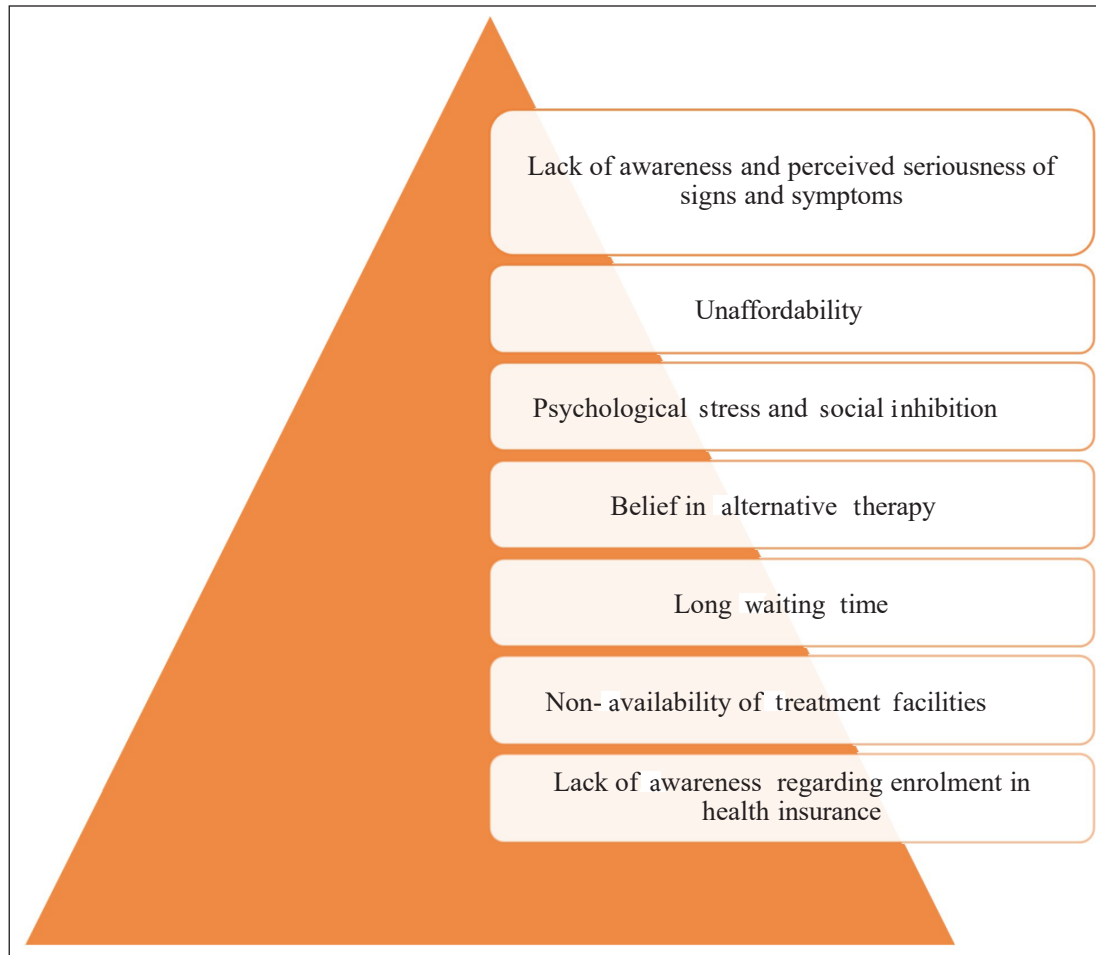 Lack of awareness and perceived seriousness of
signs and symptoms
Unaffordability
Psychological stress and social inhibition
Belief in alternative therapy
Long waiting time
Non- availability of treatment facilities
Lack of awareness regarding enrolment in
health insurance